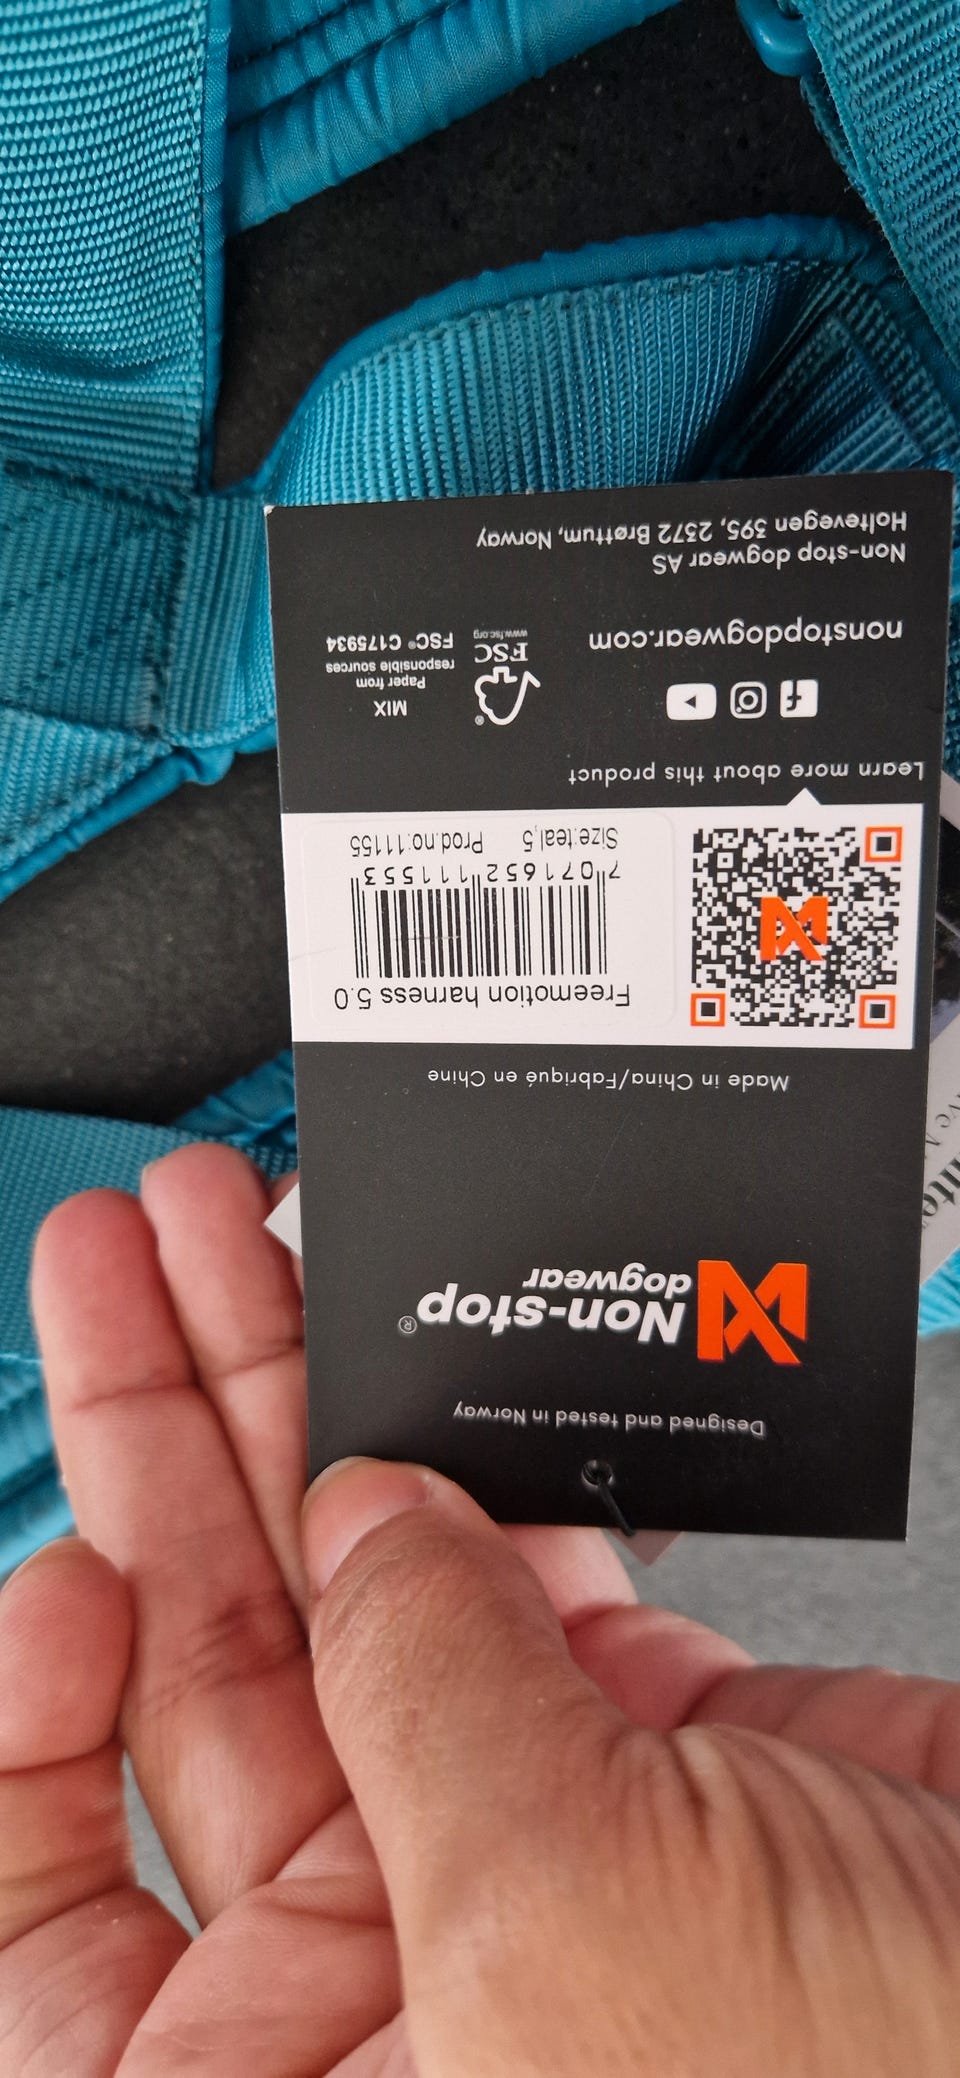 Designed and tested in Norway
Non-stop®
dogwear
Made in China/Fabriqué en Chine
Freemotion harness 5.0
7 071652 111553
Size:teal,5 Prod.no:11155
Learn more about this product
nonstopdogwear.com
Non-stop dogwear AS
Holtevegen 395, 2372 Brøttum, Norway
®
FSC
www.fsc.org
MIX
Paper from
responsible sources
FSC® C175934